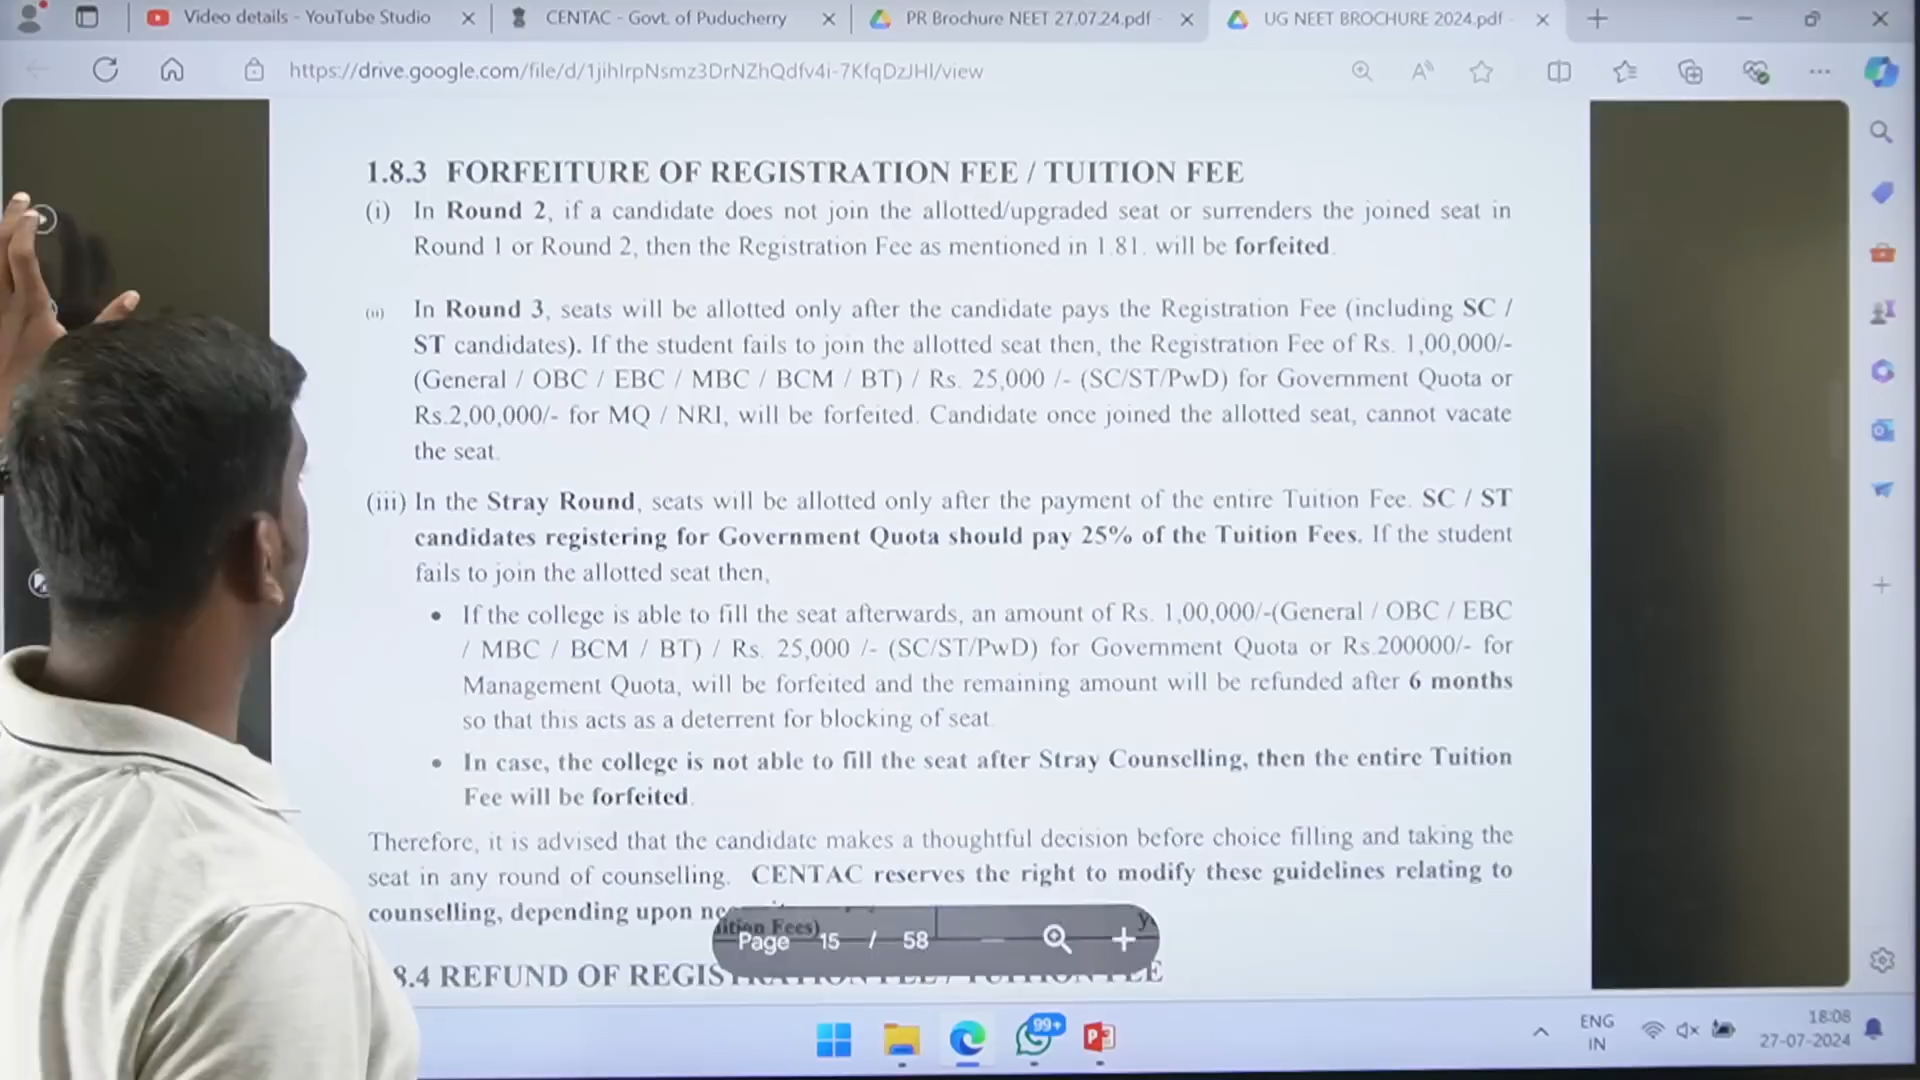 Video details - YouTube Studio
CENTAC - Govt. of Puducherry
PR Brochure NEET 27.07.24.pdf
UG NEET BROCHURE 2024.pdf
https://drive.google.com/file/d/1jihIrpNsmz3DrNZhQdfv4i-7KfqDzJHI/view
1.8.3 FORFEITURE OF REGISTRATION FEE / TUITION FEE
(i) In Round 2, if a candidate does not join the allotted/upgraded seat or surrenders the joined seat in
Round 1 or Round 2, then the Registration Fee as mentioned in 1.81. will be forfeited.
(ii) In Round 3, seats will be allotted only after the candidate pays the Registration Fee (including SC /
ST candidates). If the student fails to join the allotted seat then, the Registration Fee of Rs. 1,00,000/-
(General / OBC / EBC / MBC / BCM / BT) / Rs. 25,000 /- (SC/ST/PwD) for Government Quota or
Rs.2,00,000/- for MQ / NRI, will be forfeited. Candidate once joined the allotted seat, cannot vacate
the seat.
(iii) In the Stray Round, seats will be allotted only after the payment of the entire Tuition Fee. SC / ST
candidates registering for Government Quota should pay 25% of the Tuition Fees. If the student
fails to join the allotted seat then,
• If the college is able to fill the seat afterwards, an amount of Rs. 1,00,000/-(General / OBC / EBC
/ MBC / BCM / BT) / Rs. 25,000 /- (SC/ST/PwD) for Government Quota or Rs.200000/- for
Management Quota, will be forfeited and the remaining amount will be refunded after 6 months
so that this acts as a deterrent for blocking of seat.
• In case, the college is not able to fill the seat after Stray Counselling, then the entire Tuition
Fee will be forfeited.
Therefore, it is advised that the candidate makes a thoughtful decision before choice filling and taking the
seat in any round of counselling. CENTAC reserves the right to modify these guidelines relating to
counselling, depending upon
ition Fees)
Page 15 / 58
8.4 REFUND OF REGISTRATION FEE / TUITION FEE
99+
ENG
IN
18:08
27-07-2024